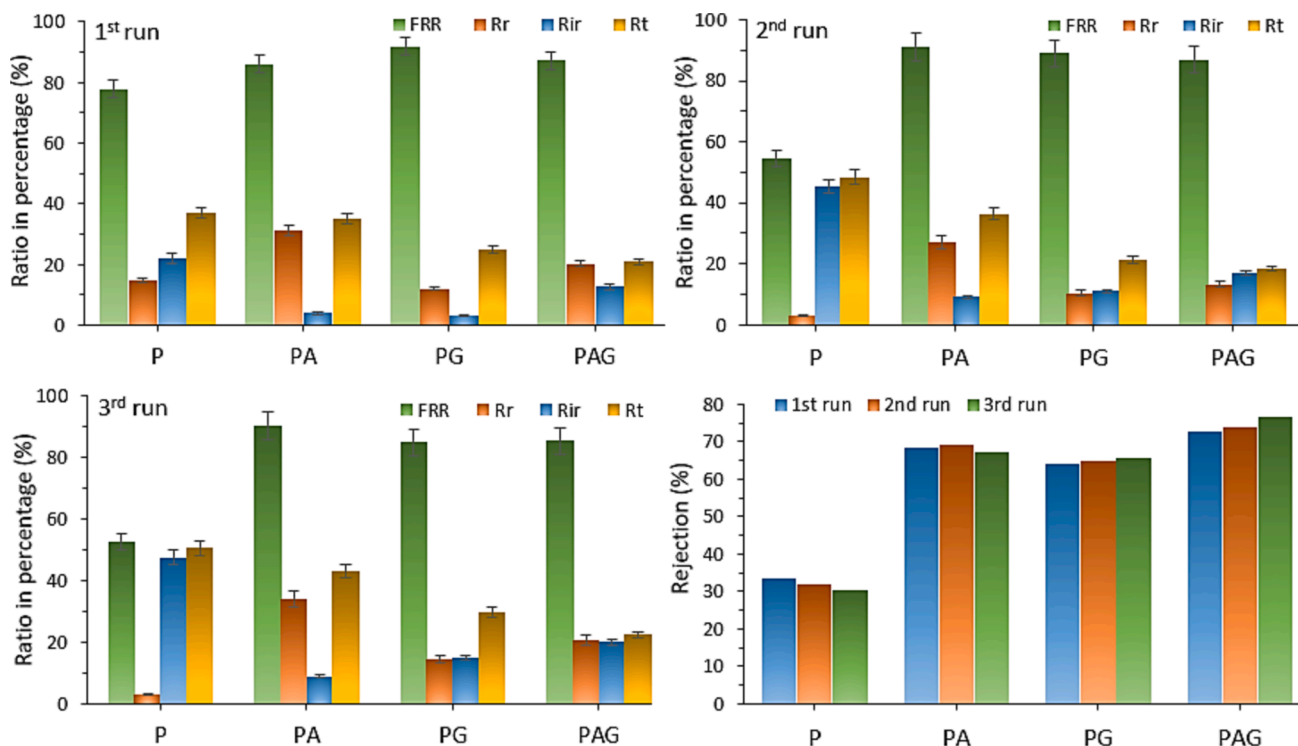 1st run
FRR Rr Rir Rt
Ratio in percentage (%)
100
80
60
40
20
0
P PA PG PAG
2nd run
FRR Rr Rir Rt
Ratio in percentage (%)
100
80
60
40
20
0
P PA PG PAG
3rd run
FRR Rr Rir Rt
Ratio in percentage (%)
100
80
60
40
20
0
P PA PG PAG
1st run 2nd run 3rd run
Rejection (%)
80
70
60
50
40
30
20
10
0
P PA PG PAG